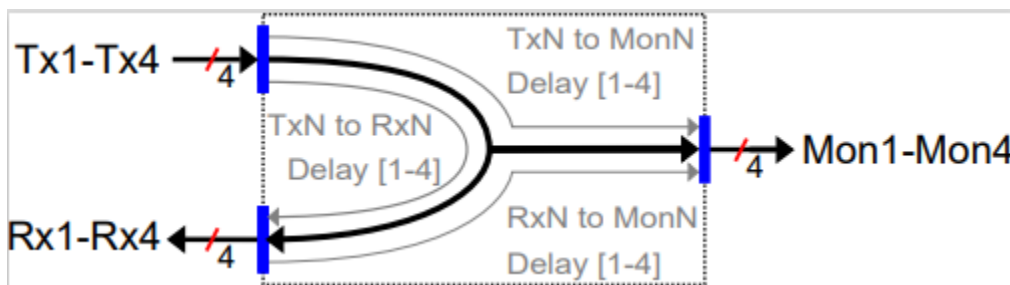 Tx1-Tx4
4
TxN to MonN
Delay [1-4]
TxN to RxN
Delay [1-4]
4
Mon1-Mon4
Rx1-Rx4
4
RxN to MonN
Delay [1-4]